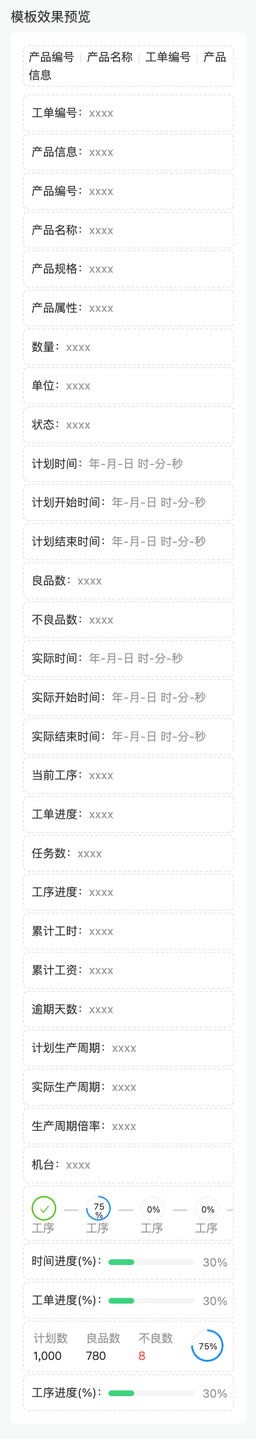 模板效果预览
产品编号 | 产品名称 | 工单编号 | 产品
信息
工单编号：xxxx
产品信息：xxxx
产品编号：xxxx
产品名称：xxxx
产品规格：xxxx
产品属性：xxxx
数量：xxxx
单位：xxxx
状态：xxxx
计划时间：年-月-日 时-分-秒
计划开始时间：年-月-日 时-分-秒
计划结束时间：年-月-日 时-分-秒
良品数：xxxx
不良品数：xxxx
实际时间：年-月-日 时-分-秒
实际开始时间：年-月-日 时-分-秒
实际结束时间：年-月-日 时-分-秒
当前工序：xxxx
工单进度：xxxx
任务数：xxxx
工序进度：xxxx
累计工时：xxxx
累计工资：xxxx
逾期天数：xxxx
计划生产周期：xxxx
实际生产周期：xxxx
生产周期倍率：xxxx
机台：xxxx
75% 0% 0%
工序 工序 工序 工序
时间进度(%)：30%
工单进度(%)：30%
计划数 良品数 不良数
1,000 780 8 75%
工序进度(%)：30%